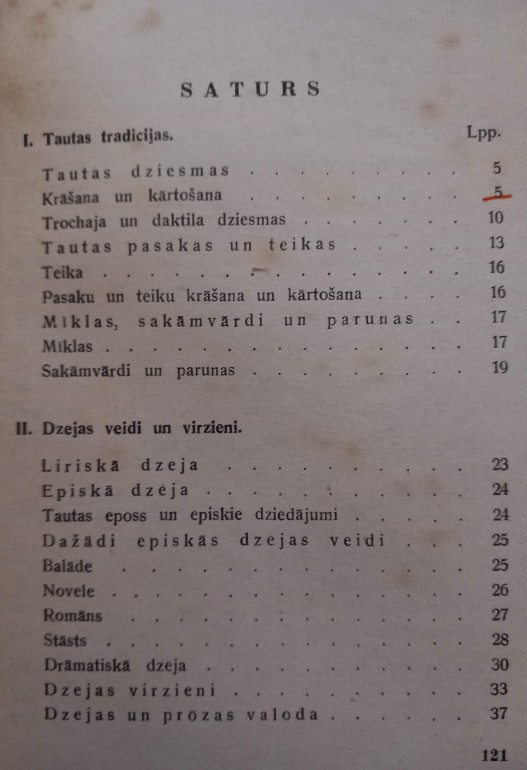 SATURS
I. Tautas tradicijas. Lpp.
Tautas dziesmas . . . . . . . . . 5
Krāšana un kārtošana . . . . . . . . . 5
Trochaja un daktila dziesmas . . . . . . . 10
Tautas pasakas un teikas . . . . . . 13
Teika . . . . . . . . . . . . . . 16
Pasaku un teiku krāšana un kārtošana . . . . 16
Mīklas, sakāmvārdi un parunas . . 17
Mīklas . . . . . . . . . . . . . 17
Sakāmvārdi un parunas . . . . . . . . . 19
II. Dzejas veidi un virzieni.
Liriskā dzeja . . . . . . . . . . 23
Episkā dzeja . . . . . . . . . . . 24
Tautas eposs un episkie dziedājumi . . . . . 24
Dažādi episkās dzejas veidi . . . 25
Balāde . . . . . . . . . . . . 25
Novele . . . . . . . . . . . . . 26
Romāns . . . . . . . . . . . . 27
Stāsts . . . . . . . . . . . . . 28
Drāmatiskā dzeja . . . . . . . . . . 30
Dzejas virzieni . . . . . . . . . . 33
Dzejas un prozas valoda . . . . . . 37
121